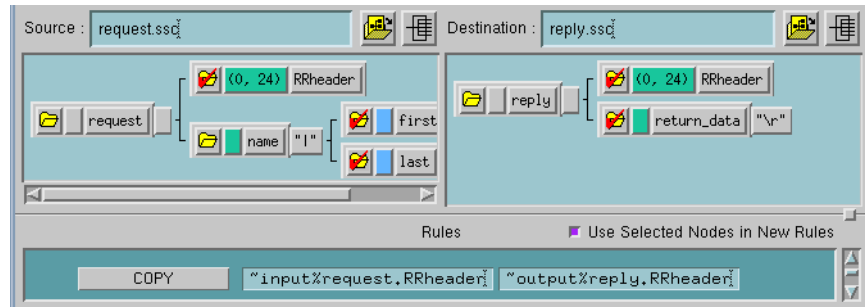 Source : request.ssc
Destination : reply.ssc
(0, 24) RRheader
request
name "|"
first
last
(0, 24) RRheader
reply
return_data "\r"
Rules
Use Selected Nodes in New Rules
COPY ~input%request.RRheader ~output%reply.RRheader